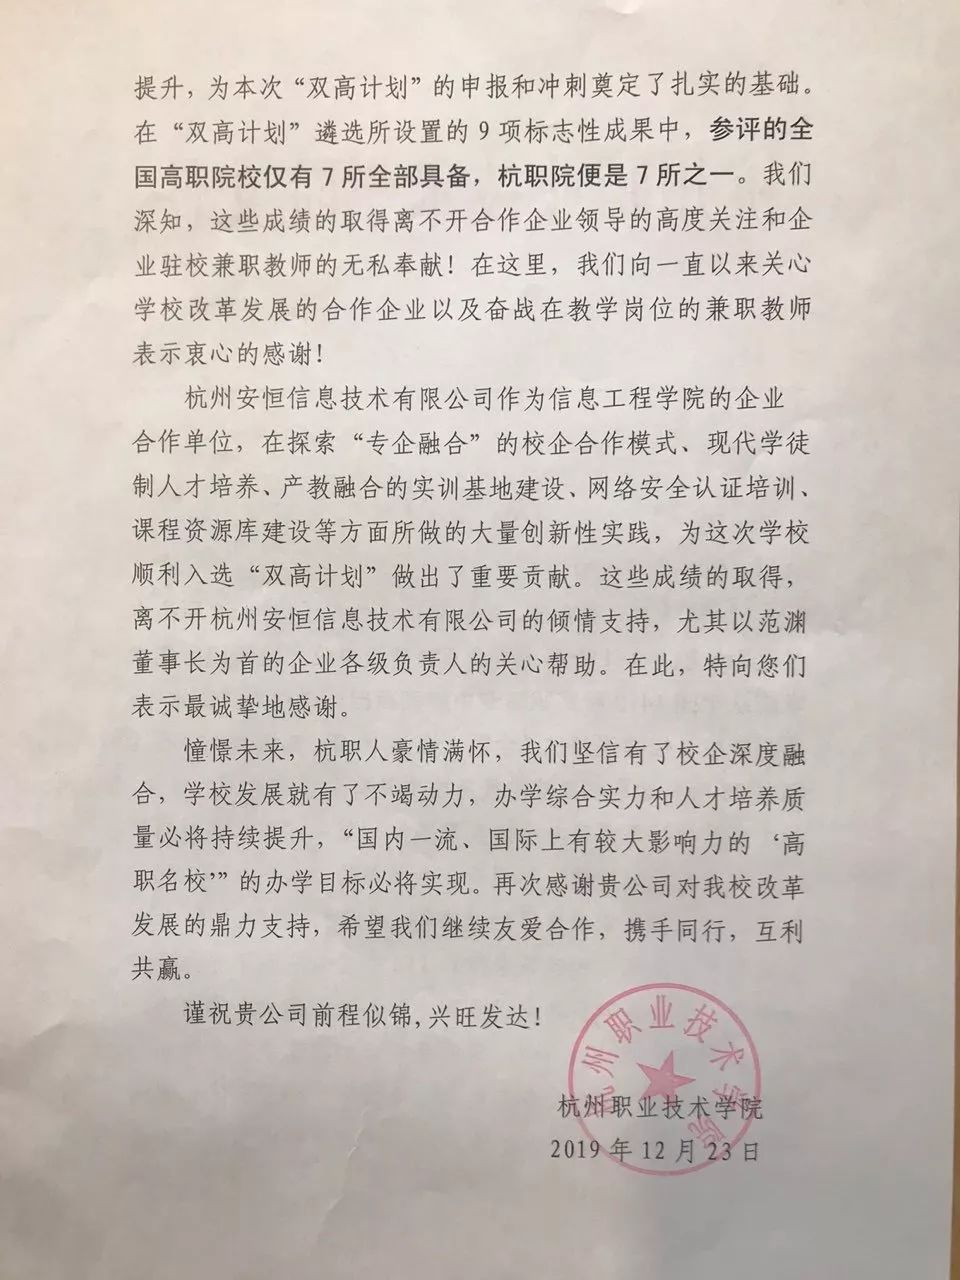 提升，为本次“双高计划”的申报和冲刺奠定了扎实的基础。
在“双高计划”遴选所设置的9项标志性成果中，参评的全
国高职院校仅有7所全部具备，杭职院便是7所之一。我们
深知，这些成绩的取得离不开合作企业领导的高度关注和企
业驻校兼职教师的无私奉献！在这里，我们向一直以来关心
学校改革发展的合作企业以及奋战在教学岗位的兼职教师
表示衷心的感谢！
杭州安恒信息技术有限公司作为信息工程学院的企业
合作单位，在探索“专企融合”的校企合作模式、现代学徒
制人才培养、产教融合的实训基地建设、网络安全认证培训、
课程资源库建设等方面所做的大量创新性实践，为这次学校
顺利入选“双高计划”做出了重要贡献。这些成绩的取得，
离不开杭州安恒信息技术有限公司的倾情支持，尤其以范渊
董事长为首的企业各级负责人的关心帮助。在此，特向您们
表示最诚挚地感谢。
憧憬未来，杭职人豪情满怀，我们坚信有了校企深度融
合，学校发展就有了不竭动力，办学综合实力和人才培养质
量必将持续提升，“国内一流、国际上有较大影响力的‘高
职名校’”的办学目标必将实现。再次感谢贵公司对我校改革
发展的鼎力支持，希望我们继续友爱合作，携手同行，互利
共赢。
谨祝贵公司前程似锦,兴旺发达！
杭州职业技术学院
杭州职业技术学院
2019年12月23日